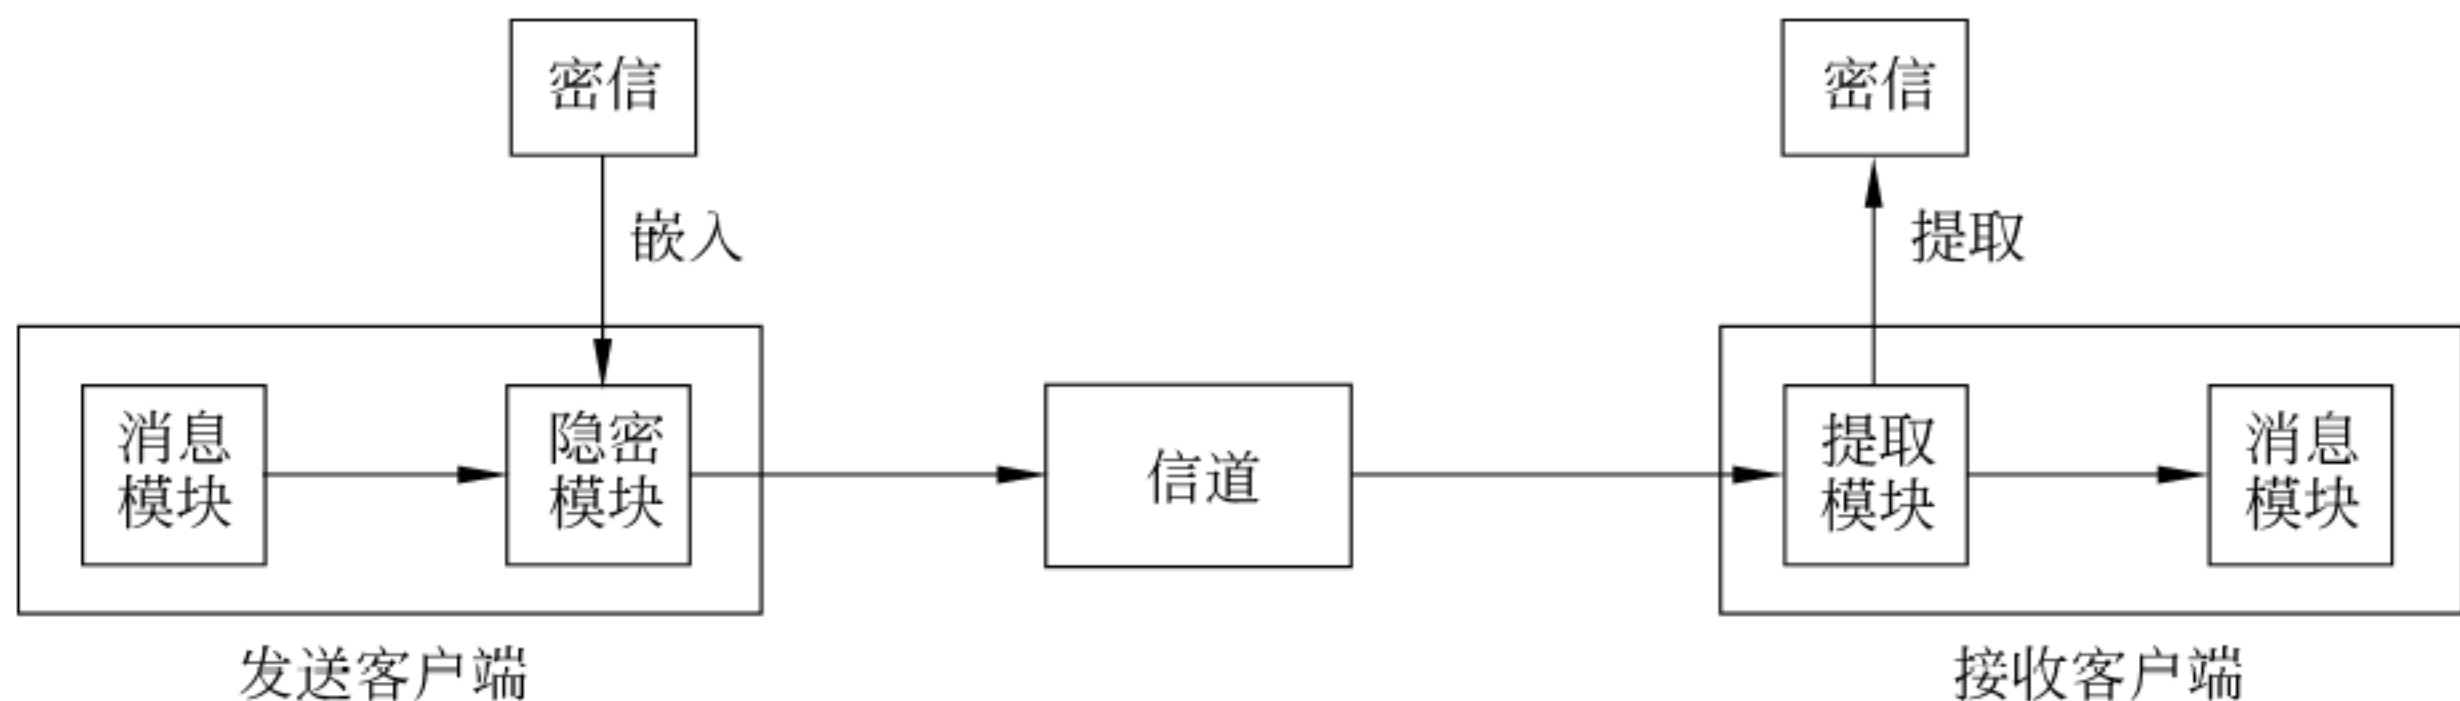 密信
密信
嵌入
提取
消息
模块
隐密
模块
信道
提取
模块
消息
模块
发送客户端
接收客户端